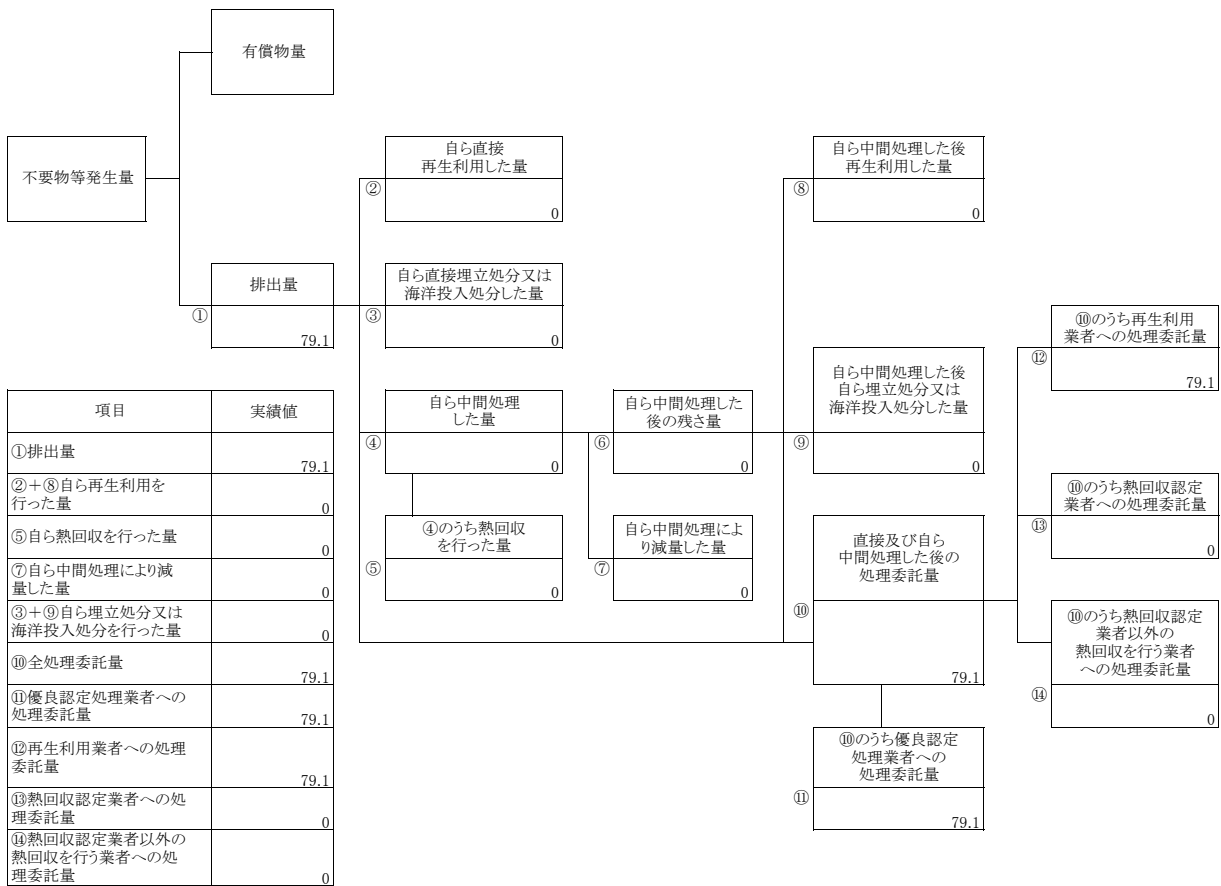 有償物量
不要物等発生量
自ら直接
再生利用した量
②
0
自ら中間処理した後
再生利用した量
⑧
0
排出量
①
79.1
自ら直接埋立処分又は
海洋投入処分した量
③
0
⑩のうち再生利用
業者への処理委託量
⑫
79.1
自ら中間処理
した量
④
0
自ら中間処理した
後の残さ量
⑥
0
自ら中間処理した後
自ら埋立処分又は
海洋投入処分した量
⑨
0
⑩のうち熱回収認定
業者への処理委託量
⑬
0
④のうち熱回収
を行った量
⑤
0
自ら中間処理によ
り減量した量
⑦
0
直接及び自ら
中間処理した後の
処理委託量
⑩
79.1
⑩のうち熱回収認定
業者以外の
熱回収を行う業者
への処理委託量
⑭
0
⑩のうち優良認定
処理業者への
処理委託量
⑪
79.1
項目 実績値
①排出量
79.1
②+⑧自ら再生利用を
行った量
0
⑤自ら熱回収を行った量
0
⑦自ら中間処理により減
量した量
0
③+⑨自ら埋立処分又は
海洋投入処分を行った量
0
⑩全処理委託量
79.1
⑪優良認定処理業者への
処理委託量
79.1
⑫再生利用業者への処理
委託量
79.1
⑬熱回収認定業者への処
理委託量
0
⑭熱回収認定業者以外の
熱回収を行う業者への処
理委託量
0